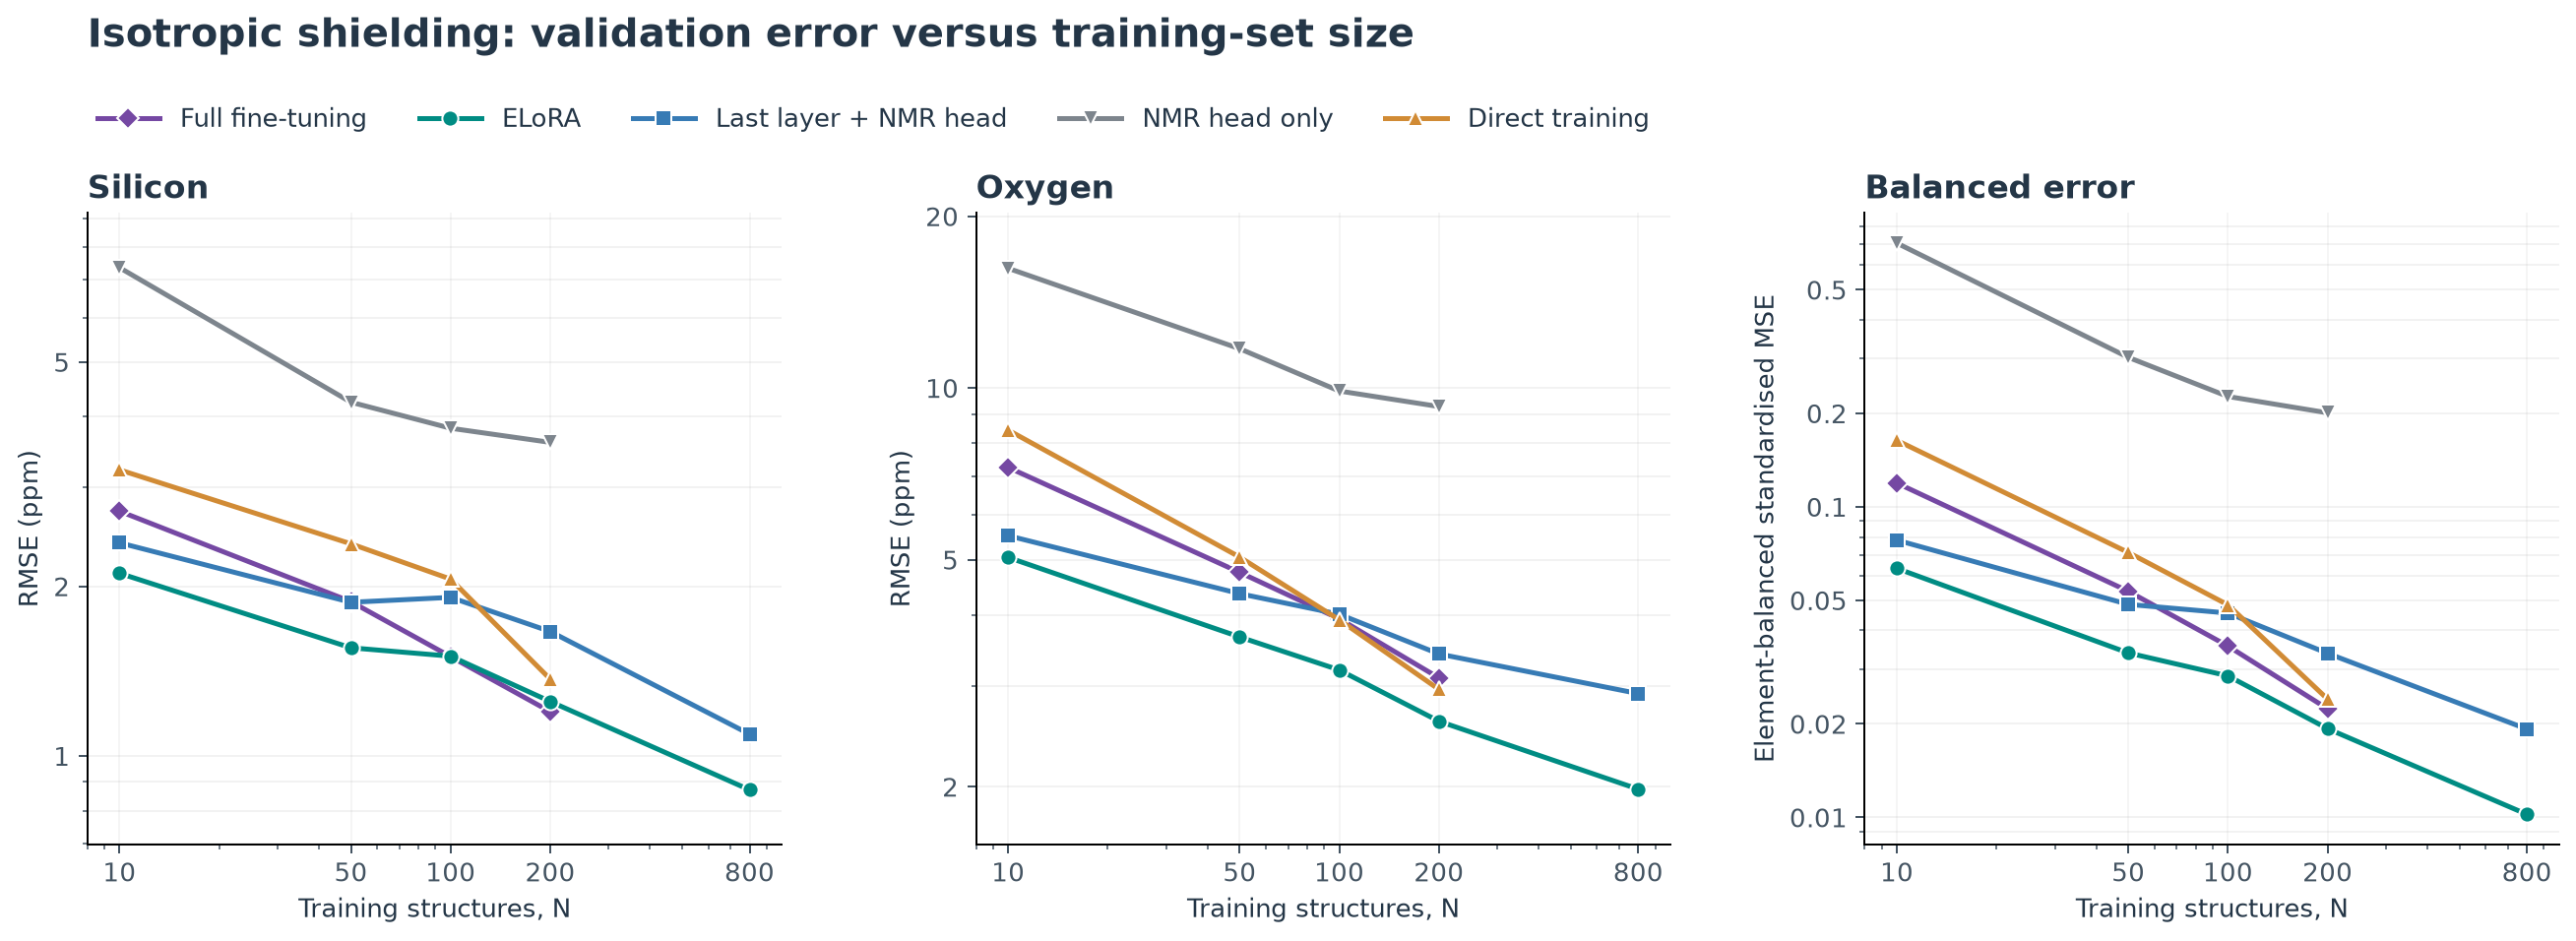 Isotropic shielding: validation error versus training-set size
Full fine-tuning ELoRA Last layer + NMR head NMR head only Direct training
Silicon
RMSE (ppm)
5
2
1
10 50 100 200 800
Training structures, N
Oxygen
RMSE (ppm)
20
10
5
2
10 50 100 200 800
Training structures, N
Balanced error
Element-balanced standardised MSE
0.5
0.2
0.1
0.05
0.02
0.01
10 50 100 200 800
Training structures, N